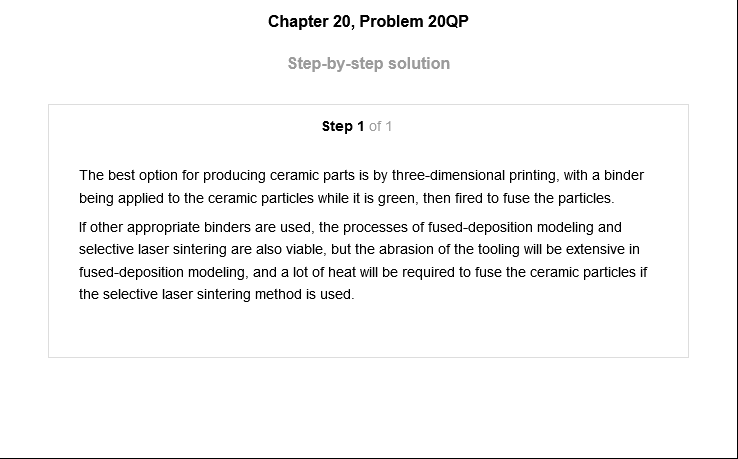 Chapter 20, Problem 20QP
Step-by-step solution
Step 1 of 1
The best option for producing ceramic parts is by three-dimensional printing, with a binder
being applied to the ceramic particles while it is green, then fired to fuse the particles.
If other appropriate binders are used, the processes of fused-deposition modeling and
selective laser sintering are also viable, but the abrasion of the tooling will be extensive in
fused-deposition modeling, and a lot of heat will be required to fuse the ceramic particles if
the selective laser sintering method is used.